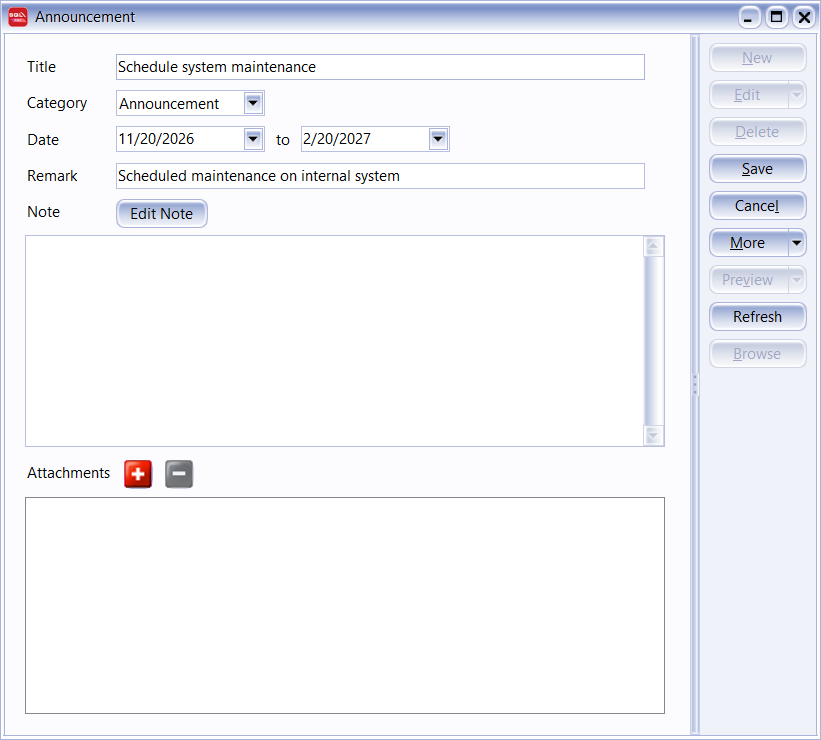 Announcement
Title Schedule system maintenance
Category Announcement
Date 11/20/2026 to 2/20/2027
Remark Scheduled maintenance on internal system
Note Edit Note
Attachments
New
Edit
Delete
Save
Cancel
More
Preview
Refresh
Browse